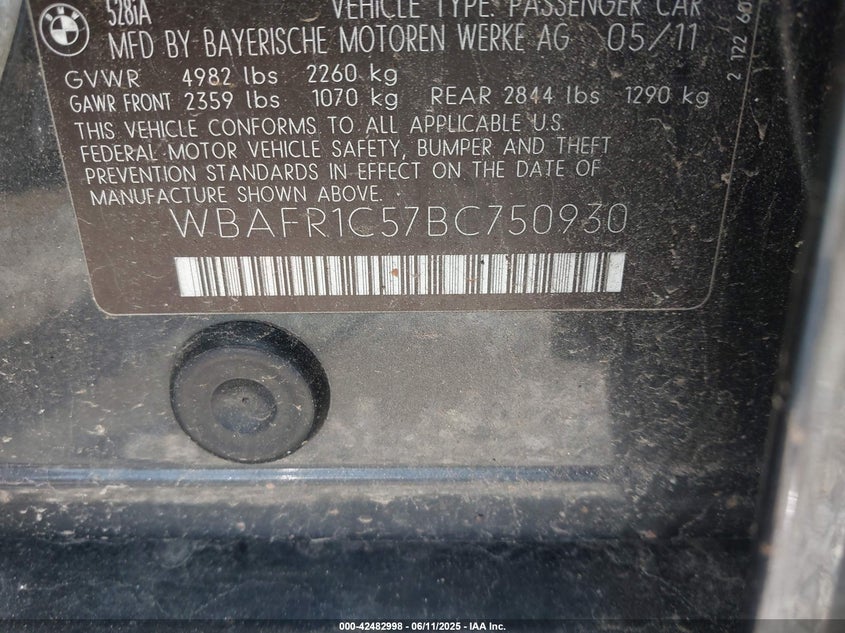 528iA VEHICLE TYPE: PASSENGER CAR
MFD BY BAYERISCHE MOTOREN WERKE AG 05/11
GVWR 4982 lbs 2260 kg
GAWR FRONT 2359 lbs 1070 kg REAR 2844 lbs 1290 kg
THIS VEHICLE CONFORMS TO ALL APPLICABLE U.S.
FEDERAL MOTOR VEHICLE SAFETY, BUMPER AND THEFT
PREVENTION STANDARDS IN EFFECT ON THE DATE OF
MANUFACTURE SHOWN ABOVE.
WBAFR1C57BC750930
2 122 60
000-42482998 - 06/11/2025 - IAA Inc.